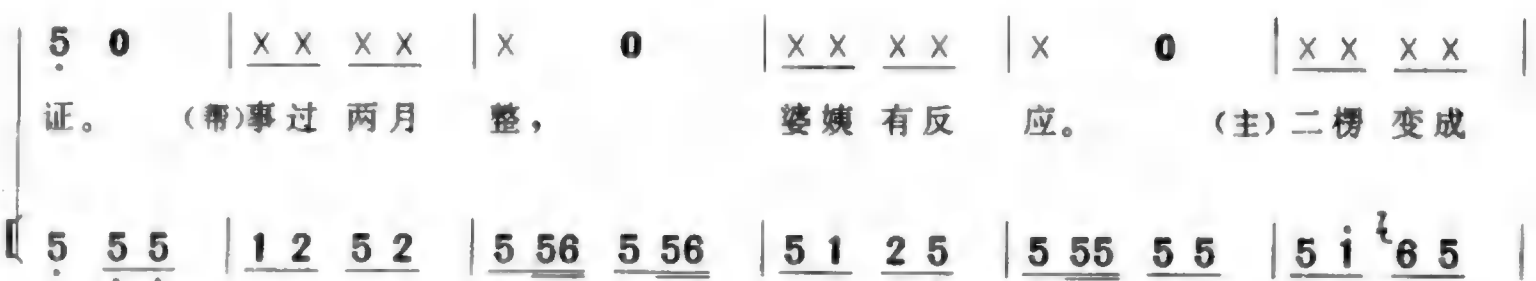 5 0 | X X X X | X 0 | X X X X | X 0 | X X X X |
证。 (帮)事过 两月 整， 婆姨 有反 应。 (主)二楞 变成
5 5 5 | 1 2 5 2 | 5 56 5 56 | 5 1 2 5 | 5 55 5 5 | 5 i 6 5 |